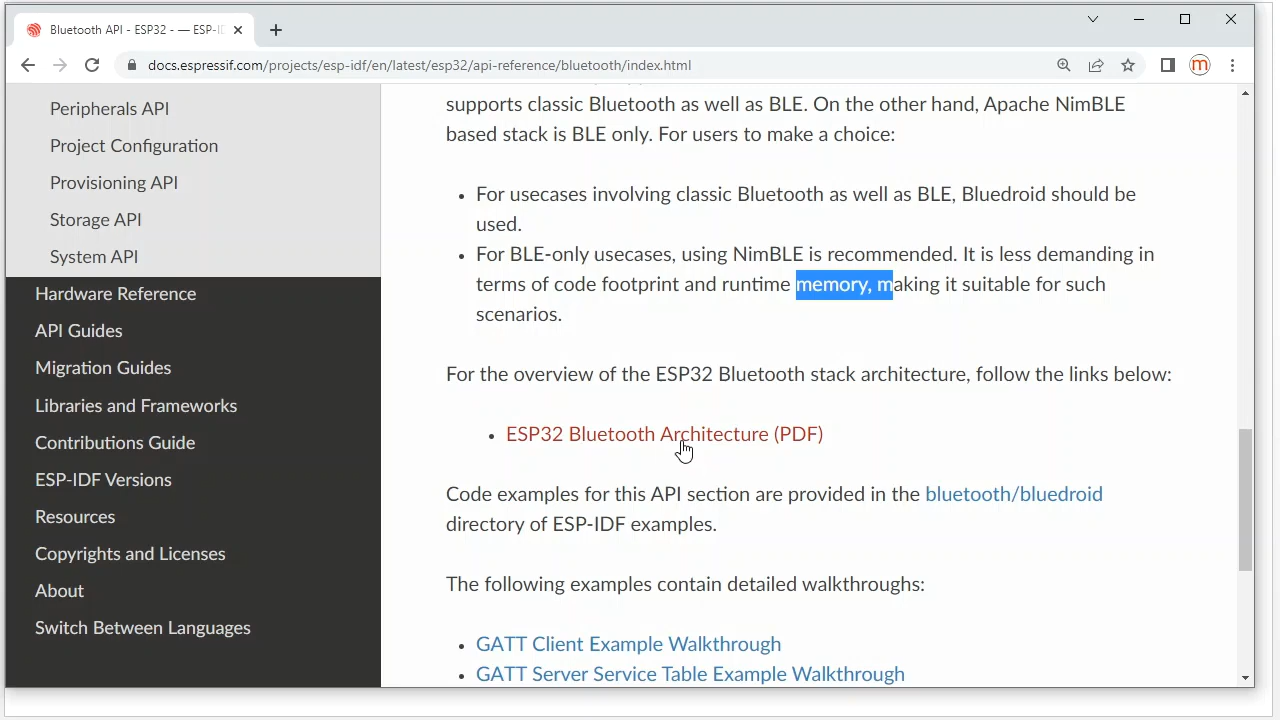 Bluetooth API - ESP32 - — ESP-I
docs.espressif.com/projects/esp-idf/en/latest/esp32/api-reference/bluetooth/index.html
m
Peripherals API
Project Configuration
Provisioning API
Storage API
System API
Hardware Reference
API Guides
Migration Guides
Libraries and Frameworks
Contributions Guide
ESP-IDF Versions
Resources
Copyrights and Licenses
About
Switch Between Languages
supports classic Bluetooth as well as BLE. On the other hand, Apache NimBLE
based stack is BLE only. For users to make a choice:
• For usecases involving classic Bluetooth as well as BLE, Bluedroid should be
used.
• For BLE-only usecases, using NimBLE is recommended. It is less demanding in
terms of code footprint and runtime memory, making it suitable for such
scenarios.
For the overview of the ESP32 Bluetooth stack architecture, follow the links below:
• ESP32 Bluetooth Architecture (PDF)
Code examples for this API section are provided in the bluetooth/bluedroid
directory of ESP-IDF examples.
The following examples contain detailed walkthroughs:
• GATT Client Example Walkthrough
• GATT Server Service Table Example Walkthrough